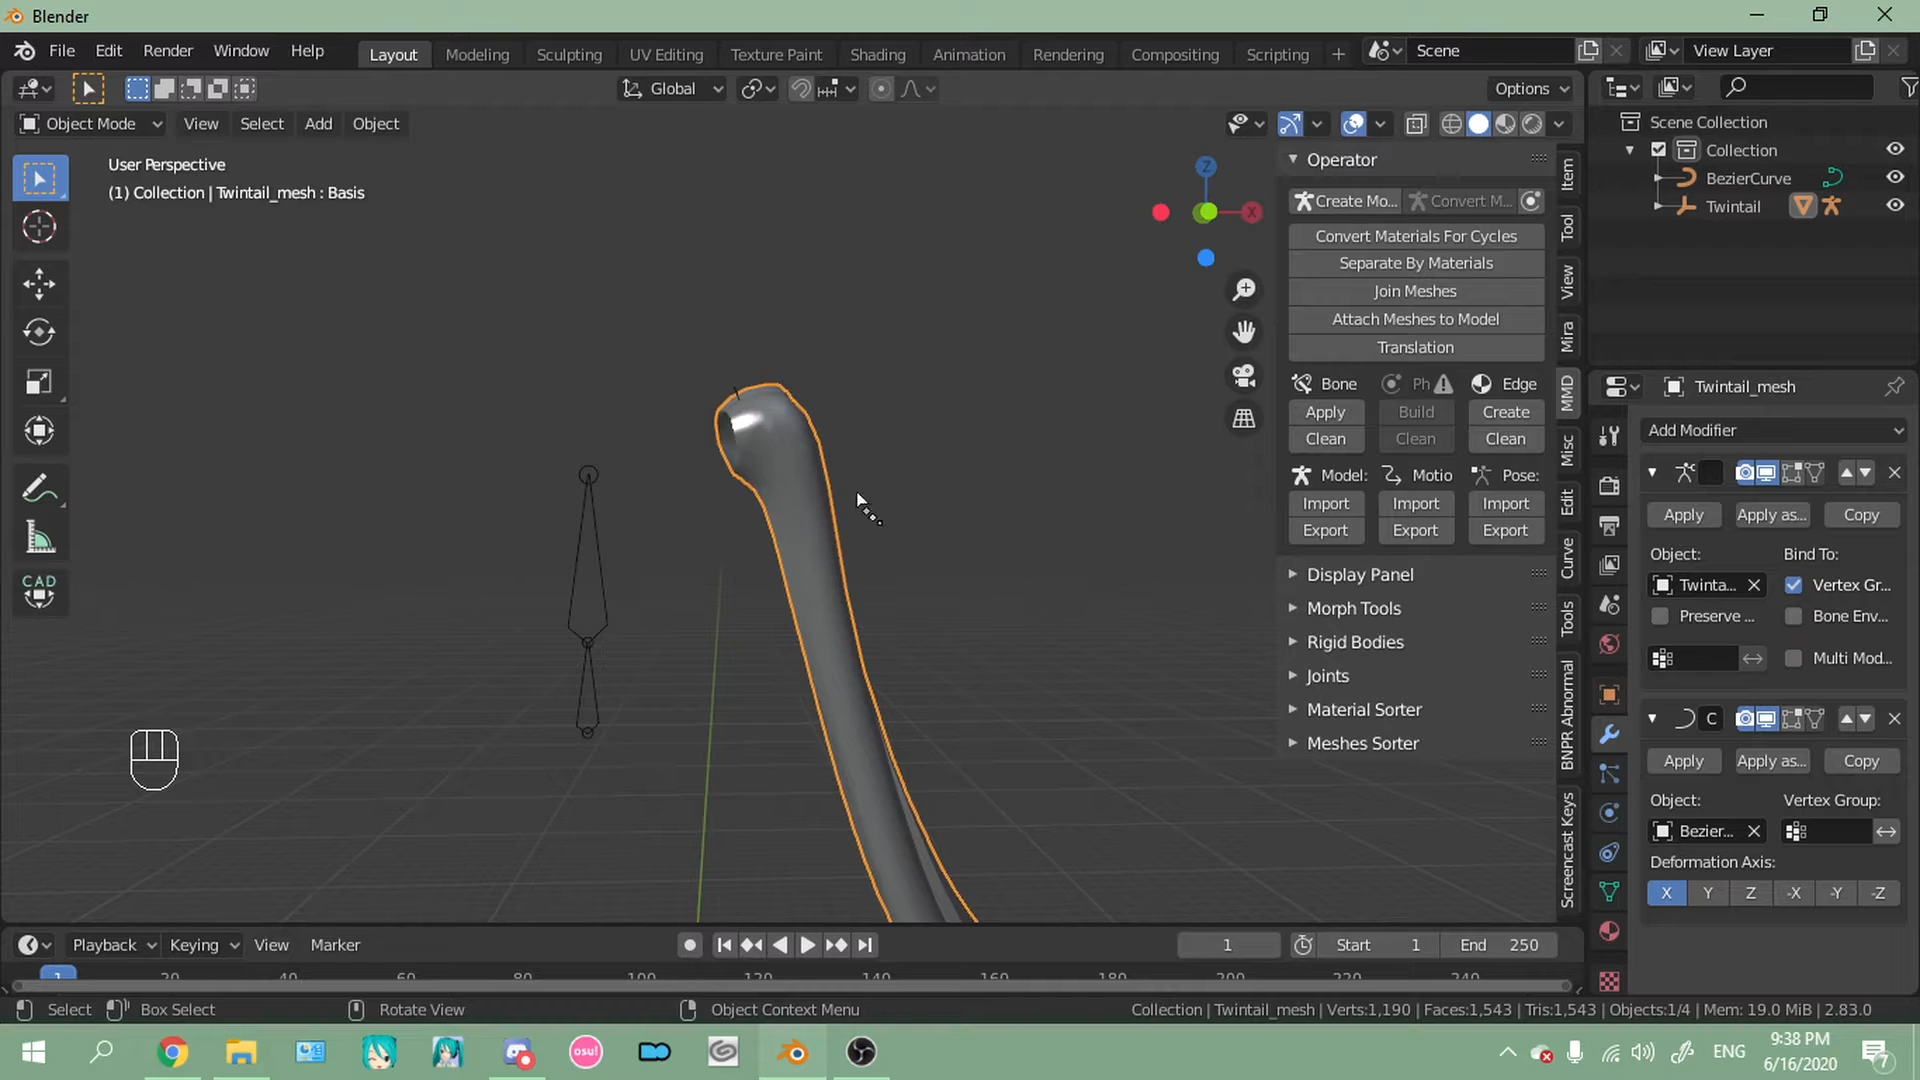 Blender
File Edit Render Window Help
Layout Modeling Sculpting UV Editing Texture Paint Shading Animation Rendering Compositing Scripting +
Scene
View Layer
Global
Options
Object Mode View Select Add Object
User Perspective
(1) Collection | Twintail_mesh : Basis
Z
X
CAD
Operator
Create Mo... Convert M...
Convert Materials For Cycles
Separate By Materials
Join Meshes
Attach Meshes to Model
Translation
Bone Ph Edge
Apply Build Create
Clean Clean Clean
Model: Motio Pose:
Import Import Import
Export Export Export
Display Panel
Morph Tools
Rigid Bodies
Joints
Material Sorter
Meshes Sorter
Item
Tool
View
Mira
MMD
Misc
Edit
Curve
Tools
BNPR Abnormal
Screencast Keys
Scene Collection
Collection
BezierCurve
Twintail
Twintail_mesh
Add Modifier
Apply Apply as... Copy
Object: Bind To:
Twinta... Vertex Gr...
Preserve ... Bone Env...
Multi Mod...
C
Apply Apply as... Copy
Object: Vertex Group:
Bezier...
Deformation Axis:
X Y Z -X -Y -Z
Playback Keying View Marker
1
Start 1 End 250
1 20 40 60 80 100 120 140 160 180 200 220 240
Select Box Select Rotate View Object Context Menu
Collection | Twintail_mesh | Verts:1,190 | Faces:1,543 | Tris:1,543 | Objects:1/4 | Mem: 19.0 MiB | 2.83.0
osu!
ENG
9:38 PM
6/16/2020
7